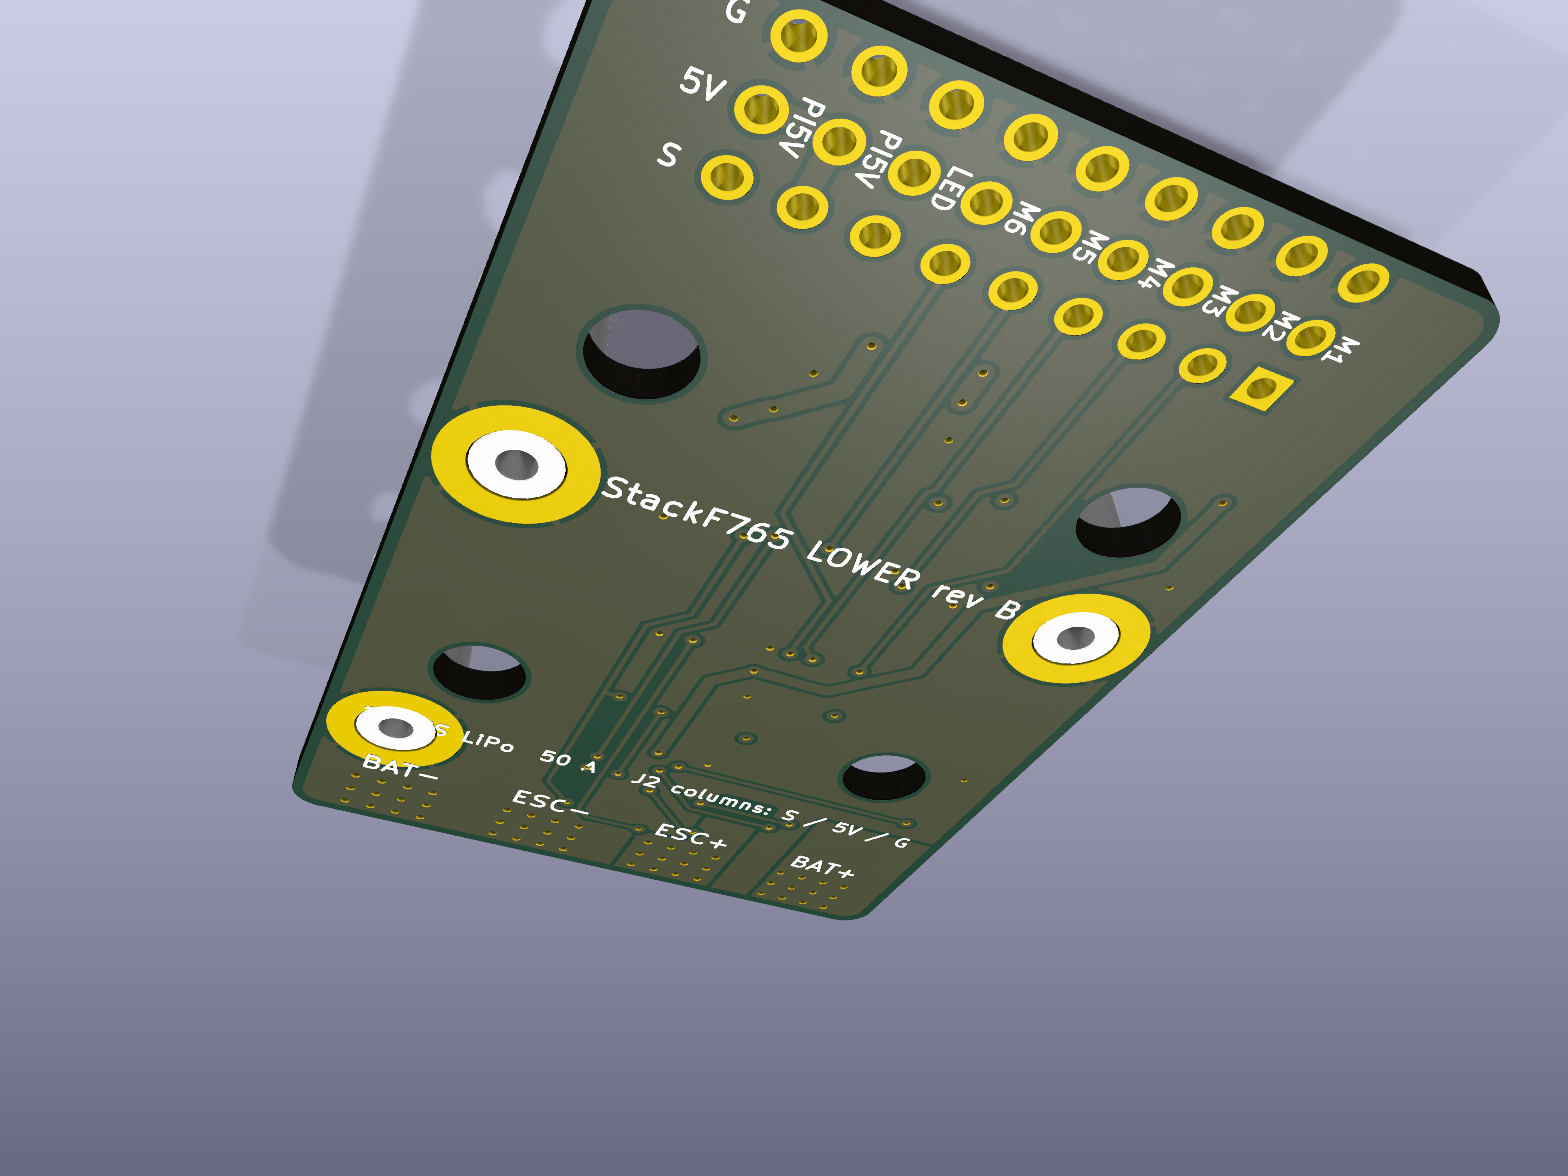 G
5V
S
PI5V
PI5V
LED
M6
M5
M4
M3
M2
M1
StackF765 LOWER rev B
S LiPo 50 A
BAT-
ESC-
J2 columns: S / 5V / G
ESC+
BAT+